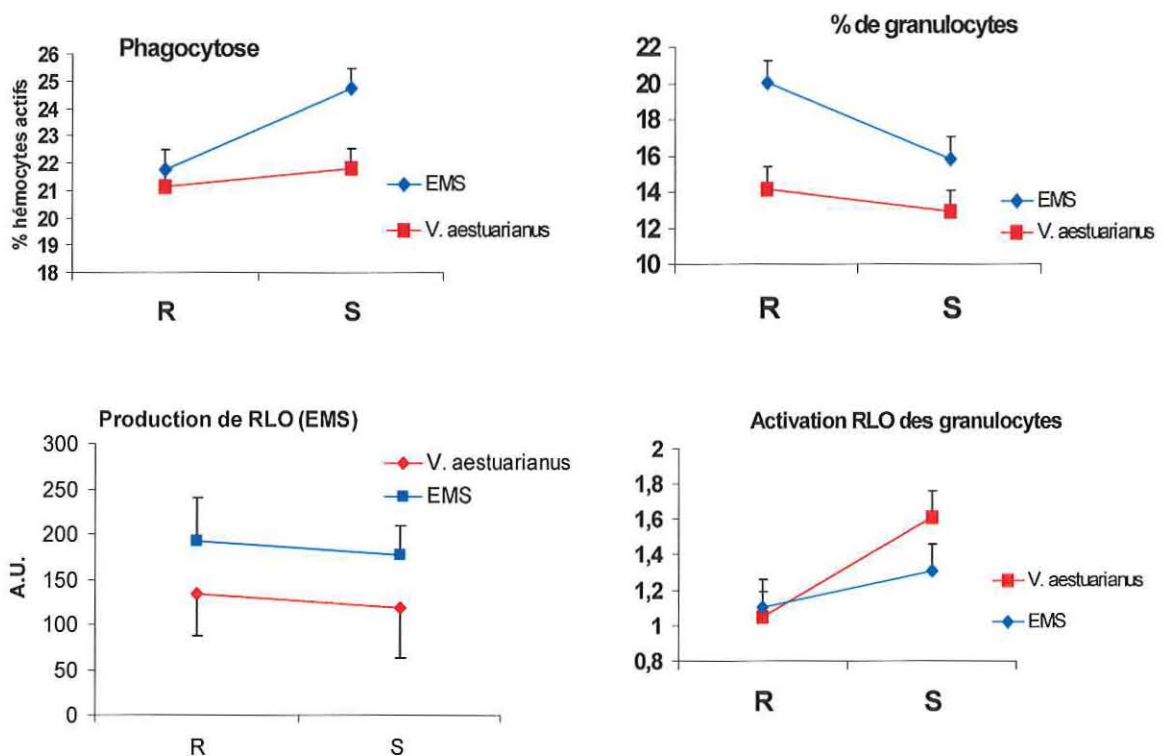 Phagocytose
% hémocytes actifs
26
25
24
23
22
21
20
19
18
R
S
EMS
V. aestuarianus
% de granulocytes
22
20
18
16
14
12
10
R
S
EMS
V. aestuarianus
Production de RLO (EMS)
A.U.
300
250
200
150
100
50
0
R
S
V. aestuarianus
EMS
Activation RLO des granulocytes
2
1,8
1,6
1,4
1,2
1
0,8
R
S
V. aestuarianus
EMS